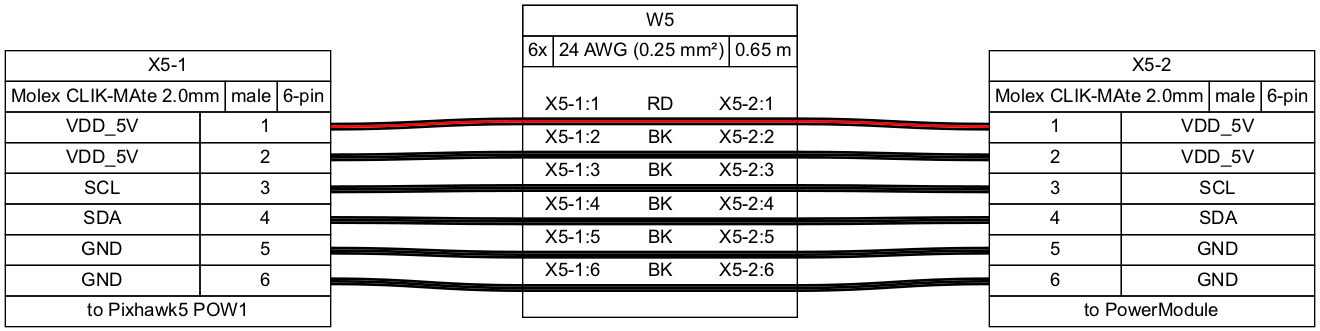 W5
6x 24 AWG (0.25 mm²) 0.65 m
X5-1
Molex CLIK-MAte 2.0mm male 6-pin
VDD_5V 1
VDD_5V 2
SCL 3
SDA 4
GND 5
GND 6
to Pixhawk5 POW1
X5-1:1 RD X5-2:1
X5-1:2 BK X5-2:2
X5-1:3 BK X5-2:3
X5-1:4 BK X5-2:4
X5-1:5 BK X5-2:5
X5-1:6 BK X5-2:6
X5-2
Molex CLIK-MAte 2.0mm male 6-pin
1 VDD_5V
2 VDD_5V
3 SCL
4 SDA
5 GND
6 GND
to PowerModule